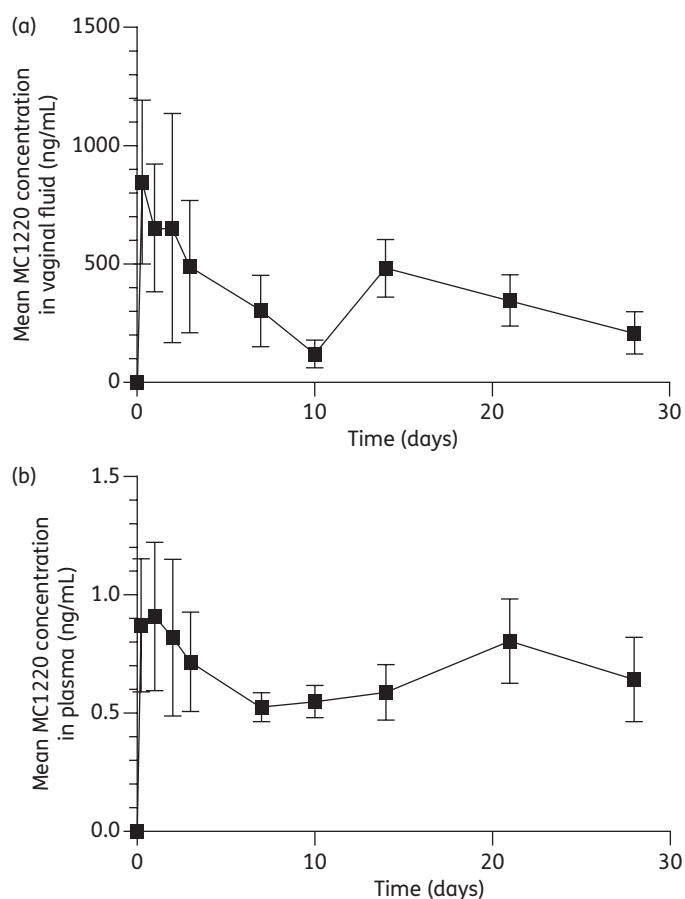 (a)
1500
1000
500
0
Mean MC1220 concentration
in vaginal fluid (ng/mL)
0 10 20 30
Time (days)
(b)
1.5
1.0
0.5
0.0
Mean MC1220 concentration
in plasma (ng/mL)
0 10 20 30
Time (days)